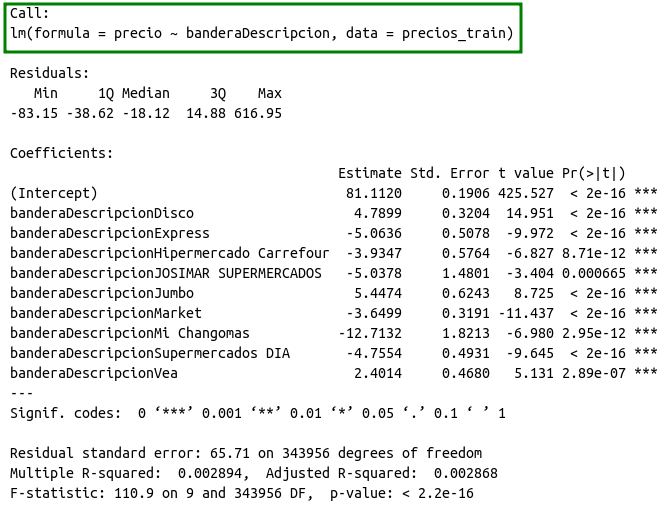 Call:
lm(formula = precio ~ banderaDescripcion, data = precios_train)
Residuals:
   Min     1Q Median     3Q    Max
-83.15 -38.62 -18.12  14.88 616.95
Coefficients:
                                       Estimate Std. Error t value Pr(>|t|)
(Intercept)                             81.1120     0.1906 425.527  < 2e-16 ***
banderaDescripcionDisco                  4.7899     0.3204  14.951  < 2e-16 ***
banderaDescripcionExpress               -5.0636     0.5078  -9.972  < 2e-16 ***
banderaDescripcionHipermercado Carrefour  -3.9347     0.5764  -6.827 8.71e-12 ***
banderaDescripcionJOSIMAR SUPERMERCADOS  -5.0378     1.4801  -3.404 0.000665 ***
banderaDescripcionJumbo                  5.4474     0.6243   8.725  < 2e-16 ***
banderaDescripcionMarket                -3.6499     0.3191 -11.437  < 2e-16 ***
banderaDescripcionMi Changomas         -12.7132     1.8213  -6.980 2.95e-12 ***
banderaDescripcionSupermercados DIA     -4.7554     0.4931  -9.645  < 2e-16 ***
banderaDescripcionVea                    2.4014     0.4680   5.131 2.89e-07 ***
---
Signif. codes:  0 ‘***’ 0.001 ‘**’ 0.01 ‘*’ 0.05 ‘.’ 0.1 ‘ ’ 1
Residual standard error: 65.71 on 343956 degrees of freedom
Multiple R-squared:  0.002894,  Adjusted R-squared:  0.002868
F-statistic: 110.9 on 9 and 343956 DF,  p-value: < 2.2e-16